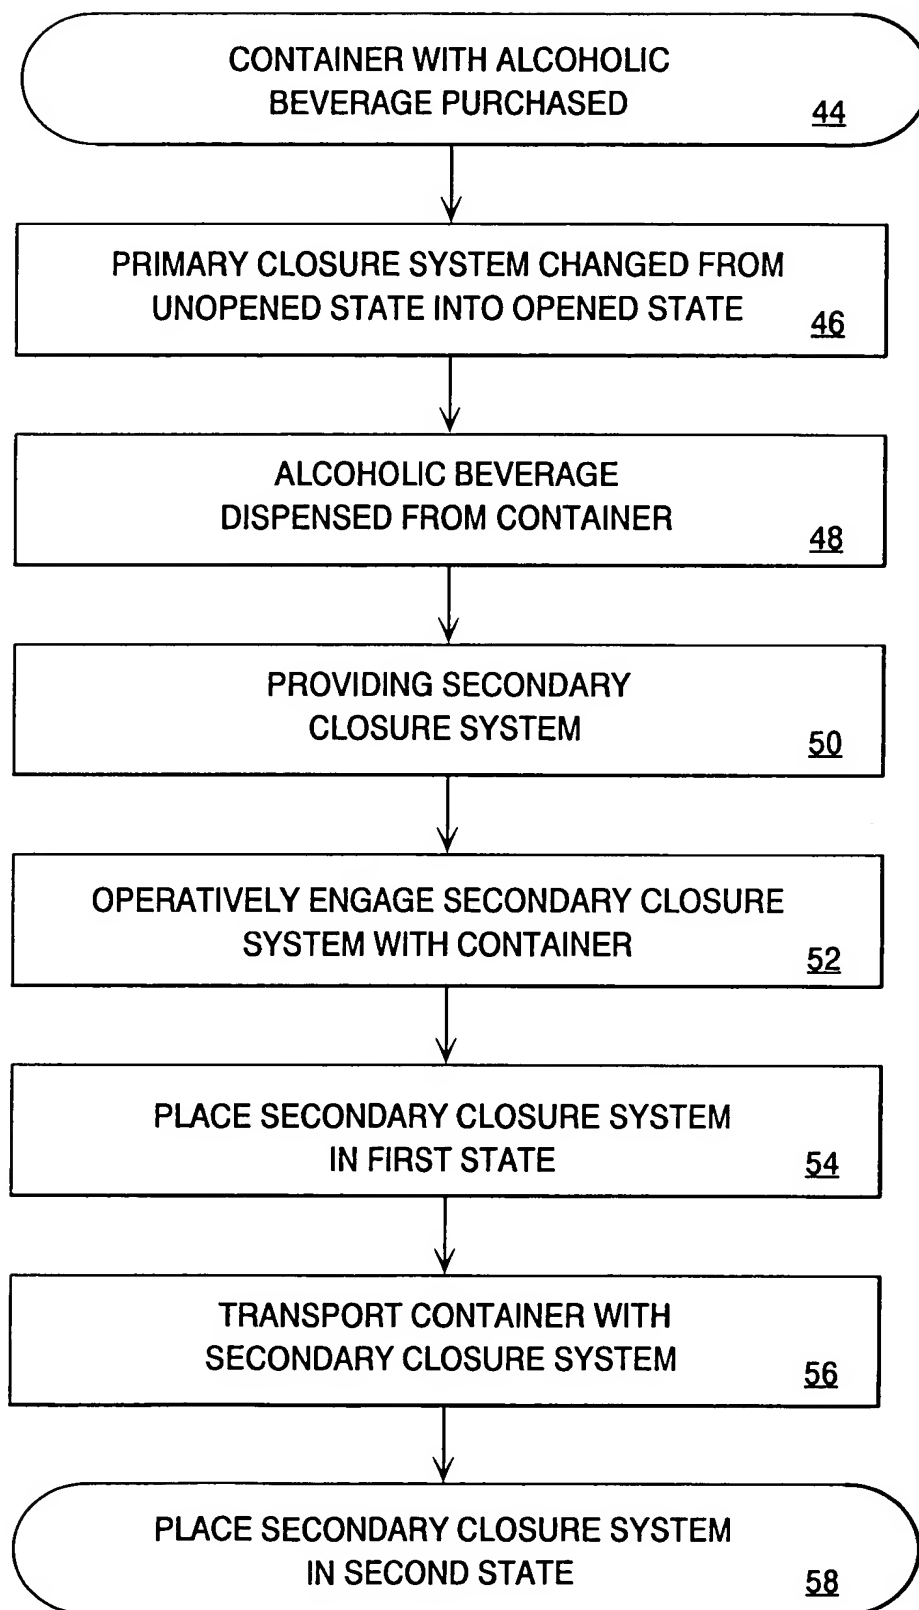 CONTAINER WITH ALCOHOLIC
BEVERAGE PURCHASED
44
PRIMARY CLOSURE SYSTEM CHANGED FROM
UNOPENED STATE INTO OPENED STATE
46
ALCOHOLIC BEVERAGE
DISPENSED FROM CONTAINER
48
PROVIDING SECONDARY
CLOSURE SYSTEM
50
OPERATIVELY ENGAGE SECONDARY CLOSURE
SYSTEM WITH CONTAINER
52
PLACE SECONDARY CLOSURE SYSTEM
IN FIRST STATE
54
TRANSPORT CONTAINER WITH
SECONDARY CLOSURE SYSTEM
56
PLACE SECONDARY CLOSURE SYSTEM
IN SECOND STATE
58